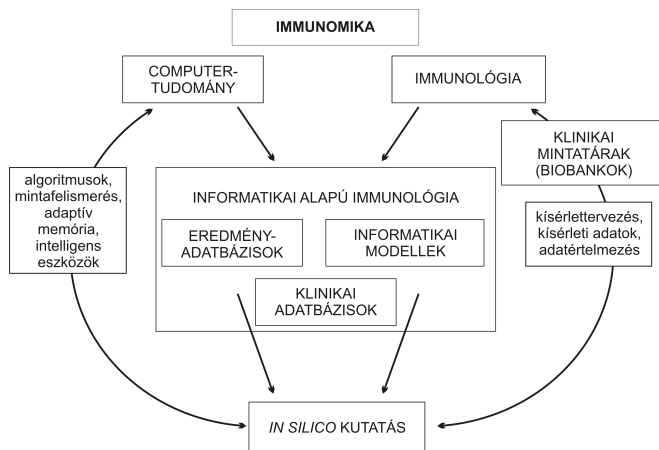 IMMUNOMIKA
COMPUTER-
TUDOMÁNY
IMMUNOLÓGIA
KLINIKAI
MINTATÁRAK
(BIOBANKOK)
algoritmusok,
mintafelismerés,
adaptív
memória,
intelligens
eszközök
INFORMATIKAI ALAPÚ IMMUNOLÓGIA
EREDMÉNY-
ADATBÁZISOK
INFORMATIKAI
MODELLEK
KLINIKAI
ADATBÁZISOK
kísérlettervezés,
kísérleti adatok,
adatértelmezés
IN SILICO KUTATÁS